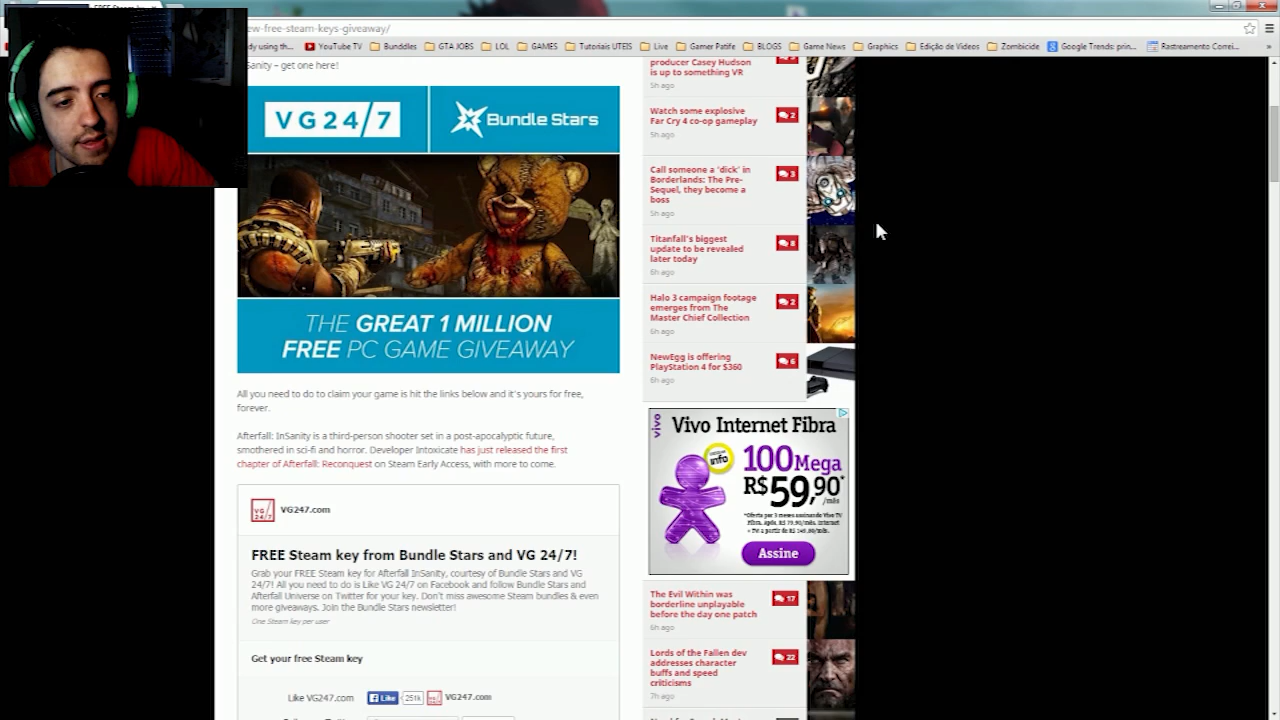 ew-free-steam-keys-giveaway/
dy using th...
YouTube TV
Bunddles
GTA JOBS
LOL
GAMES
Tutoriais UTEIS
Live
Gamer Patife
BLOGS
Game News
Graphics
Edição de Videos
Zombicide
Google Trends: prin...
Rastreamento Correi...
»
Sanity – get one here!
VG24/7
Bundle Stars
THE GREAT 1 MILLION
FREE PC GAME GIVEAWAY
All you need to do to claim your game is hit the links below and it's yours for free,
forever.
Afterfall: InSanity is a third-person shooter set in a post-apocalyptic future,
smothered in sci-fi and horror. Developer Intoxicate has just released the first
chapter of Afterfall: Reconquest on Steam Early Access, with more to come.
VG
24/7
VG247.com
FREE Steam key from Bundle Stars and VG 24/7!
Grab your FREE Steam key for Afterfall InSanity, courtesy of Bundle Stars and VG
24/7! All you need to do is Like VG 24/7 on Facebook and follow Bundle Stars and
Afterfall Universe on Twitter for your key. Don't miss awesome Steam bundles & even
more giveaways. Join the Bundle Stars newsletter!
One Steam key per user
Get your free Steam key
Like VG247.com
Like
251k
VG247.com
producer Casey Hudson
is up to something VR
5h ago
Watch some explosive
Far Cry 4 co-op gameplay
2
5h ago
Call someone a 'dick' in
Borderlands: The Pre-
Sequel, they become a
boss
3
5h ago
Titanfall's biggest
update to be revealed
later today
8
6h ago
Halo 3 campaign footage
emerges from The
Master Chief Collection
2
6h ago
NewEgg is offering
PlayStation 4 for $360
6
6h ago
vivo
Vivo Internet Fibra
info
100Mega
R$59,90*
/mês
Assine
The Evil Within was
borderline unplayable
before the day one patch
17
6h ago
Lords of the Fallen dev
addresses character
buffs and speed
criticisms
22
7h ago